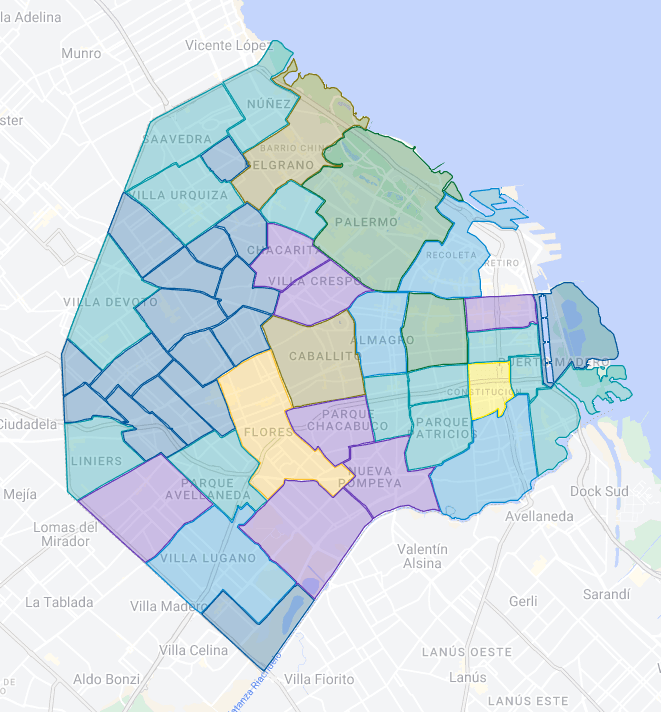 la Adelina
Munro
Vicente López
ster
NÚÑEZ
SAAVEDRA
BARRIO CHIN
BELGRANO
VILLA URQUIZA
PALERMO
CHACARITA
RECOLETA
RETIRO
VILLA CRESPO
VILLA DEVOTO
ALMAGRO
CABALLITO
PUERTO MADERO
CONSTITUCIÓN
PARQUE
CHACABUCO
Ciudadela
FLORES
PARQUE
PATRICIOS
LINIERS
NUEVA
POMPEYA
PARQUE
AVELLANEDA
Mejía
Dock Sud
Lomas del
Mirador
Avellaneda
VILLA LUGANO
Valentín
Alsina
La Tablada
Villa Madero
Gerli
Sarandí
Villa Celina
LANÚS OESTE
Aldo Bonzi
Villa Fiorito
Lanús
DE
atanza Riachuelo
LANÚS ESTE